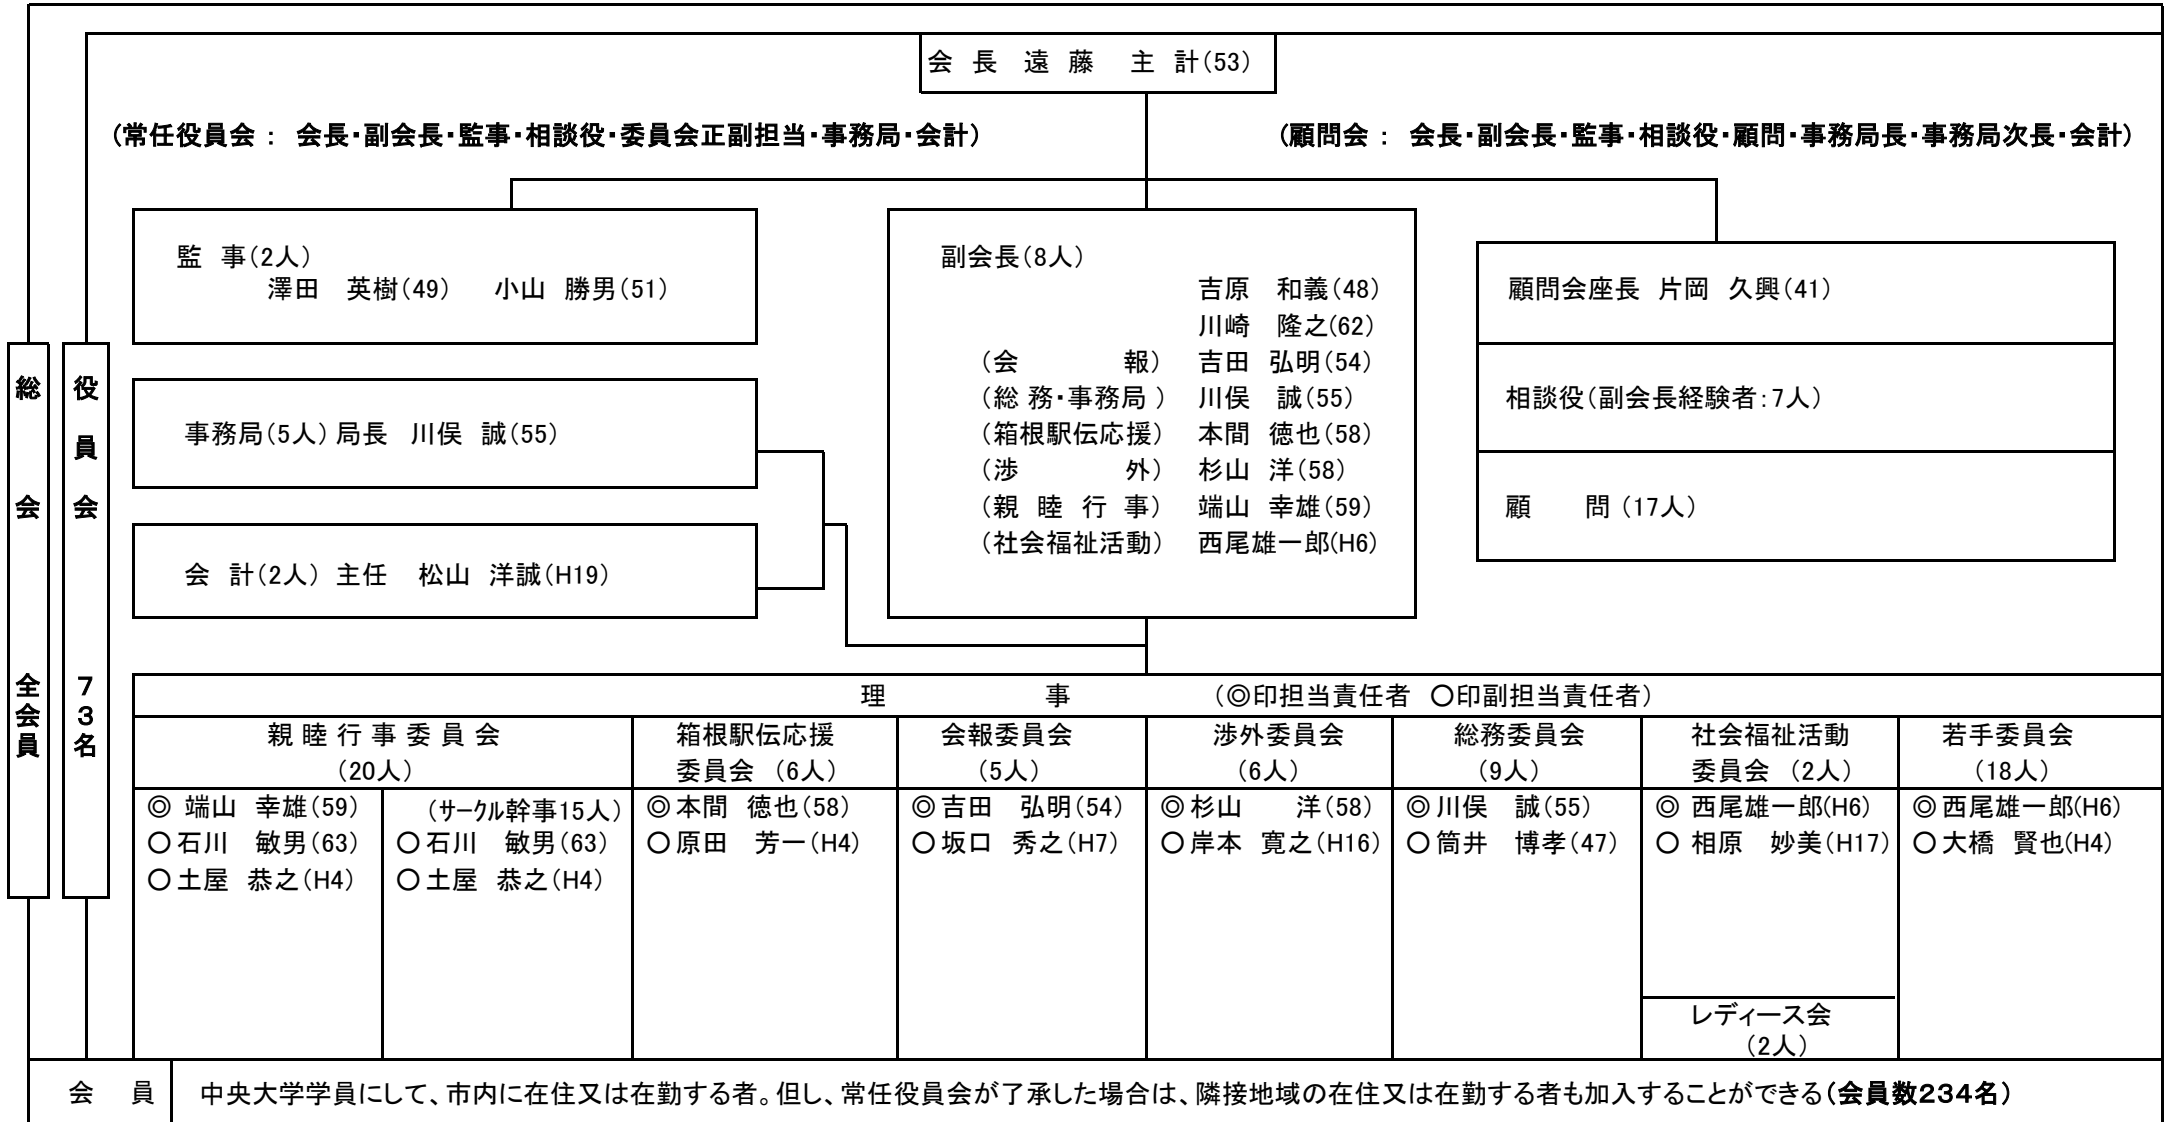 会 長 遠 藤 主 計(53)
(常任役員会 ： 会長・副会長・監事・相談役・委員会正副担当・事務局・会計)
(顧問会 ： 会長・副会長・監事・相談役・顧問・事務局長・事務局次長・会計)
監 事(2人)
澤田 英樹(49) 小山 勝男(51)
事務局(5人) 局長 川俣 誠(55)
会 計(2人) 主任 松山 洋誠(H19)
副会長(8人)
吉原 和義(48)
川崎 隆之(62)
(会 報) 吉田 弘明(54)
(総 務・事務局 ) 川俣 誠(55)
(箱根駅伝応援) 本間 徳也(58)
(渉 外) 杉山 洋(58)
(親 睦 行 事) 端山 幸雄(59)
(社会福祉活動) 西尾雄一郎(H6)
顧問会座長 片岡 久興(41)
相談役(副会長経験者：7人)
顧 問 (17人)
総 会 全会員
役 員 会 73名
理 事 (◎印担当責任者 ○印副担当責任者)
親 睦 行 事 委 員 会
(20人)
◎ 端山 幸雄(59)
○石川 敏男(63)
○土屋 恭之(H4)
(サークル幹事15人)
○石川 敏男(63)
○土屋 恭之(H4)
箱根駅伝応援
委員会 (6人)
◎本間 徳也(58)
○原田 芳一(H4)
会報委員会
(5人)
◎吉田 弘明(54)
○坂口 秀之(H7)
渉外委員会
(6人)
◎杉山 洋(58)
○岸本 寛之(H16)
総務委員会
(9人)
◎川俣 誠(55)
○筒井 博孝(47)
社会福祉活動
委員会 (2人)
◎ 西尾雄一郎(H6)
○ 相原 妙美(H17)
レディース会
(2人)
若手委員会
(18人)
◎西尾雄一郎(H6)
○大橋 賢也(H4)
会 員
中央大学学員にして、市内に在住又は在勤する者。但し、常任役員会が了承した場合は、隣接地域の在住又は在勤する者も加入することができる(会員数234名)